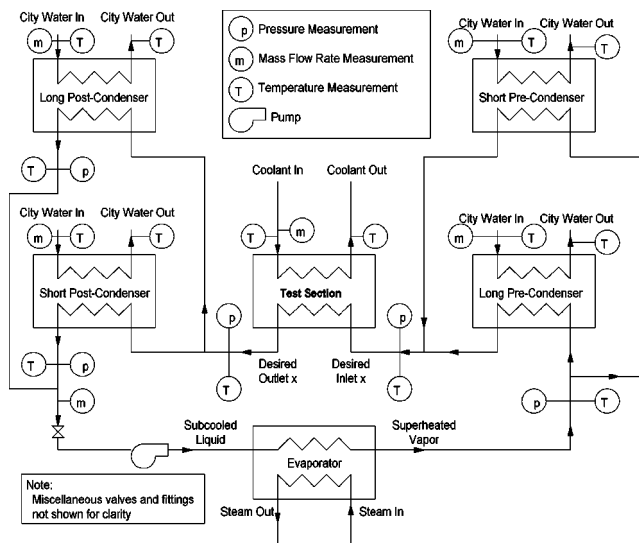 City Water In City Water Out
m T T
Long Post-Condenser
T p
p Pressure Measurement
m Mass Flow Rate Measurement
T Temperature Measurement
Pump
City Water In City Water Out
m T T
Short Pre-Condenser
City Water In City Water Out
m T T
Short Post-Condenser
T p
m
Coolant In Coolant Out
T m T
Test Section
p
T
Desired
Outlet x
Desired
Inlet x
p
T
City Water In City Water Out
m T T
Long Pre-Condenser
p T
Subcooled
Liquid
Superheated
Vapor
Evaporator
Steam Out Steam In
Note:
Miscellaneous valves and fittings
not shown for clarity